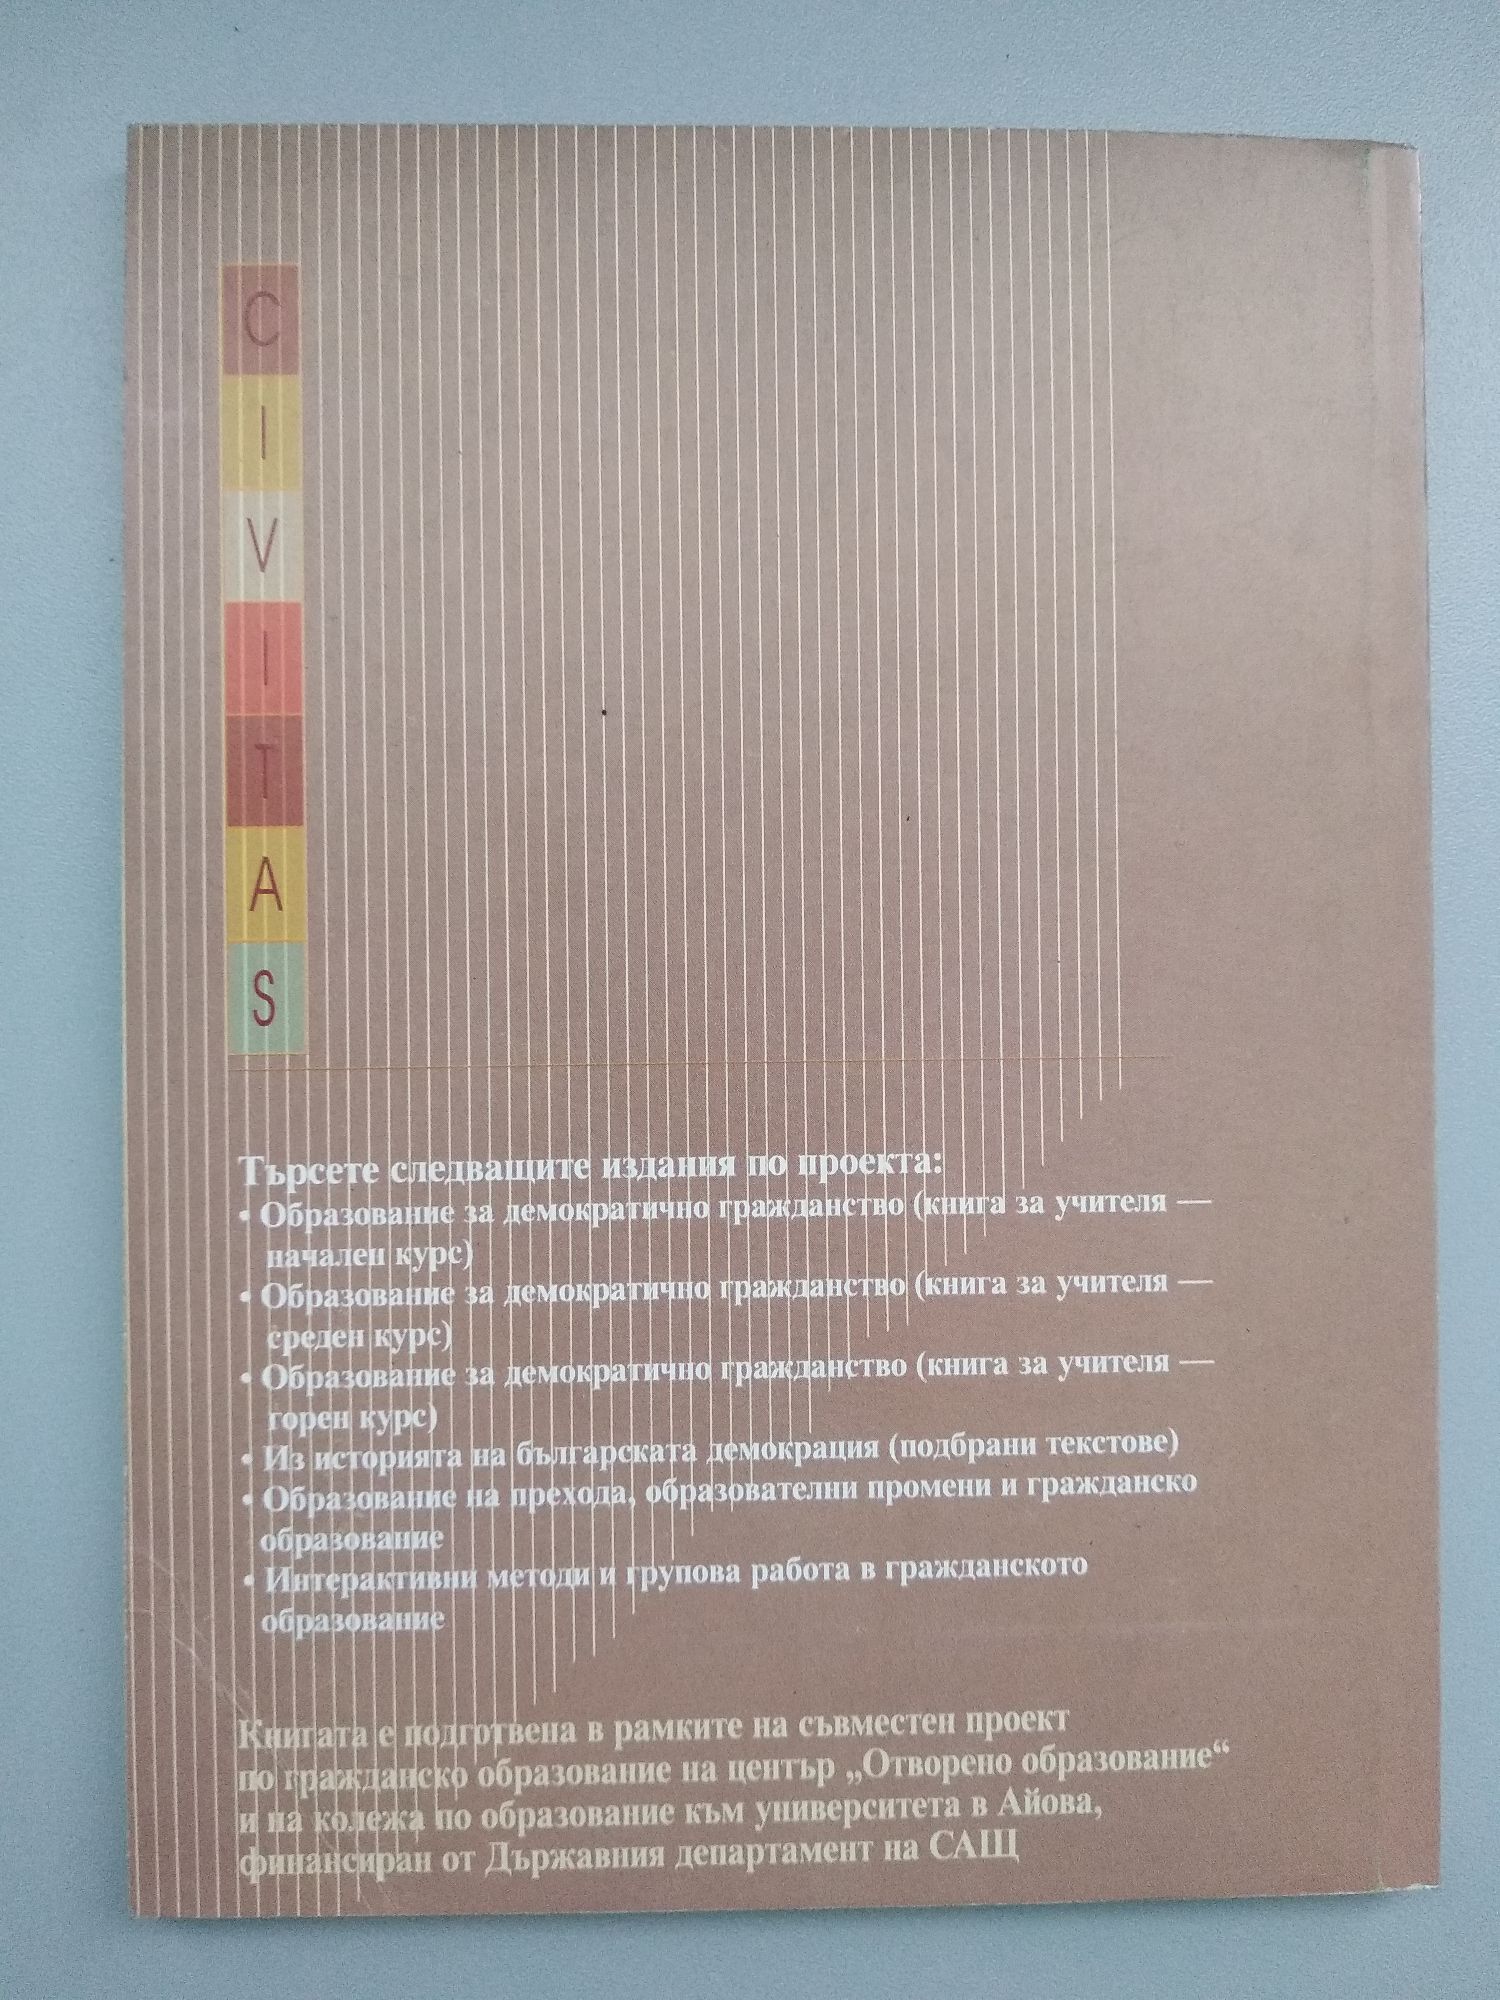 C
I
V
I
T
A
S
Търсете следващите издания по проекта:
• Образование за демократично гражданство (книга за учителя —
начален курс)
• Образование за демократично гражданство (книга за учителя —
среден курс)
• Образование за демократично гражданство (книга за учителя —
горен курс)
• Из историята на българската демокрация (подбрани текстове)
• Образование на прехода, образователни промени и гражданско
образование
• Интерактивни методи и групова работа в гражданското
образование
Книгата е подготвена в рамките на съвместен проект
по гражданско образование на център „Отворено образование“
и на колежа по образование към университета в Айова,
финансиран от Държавния департамент на САЩ